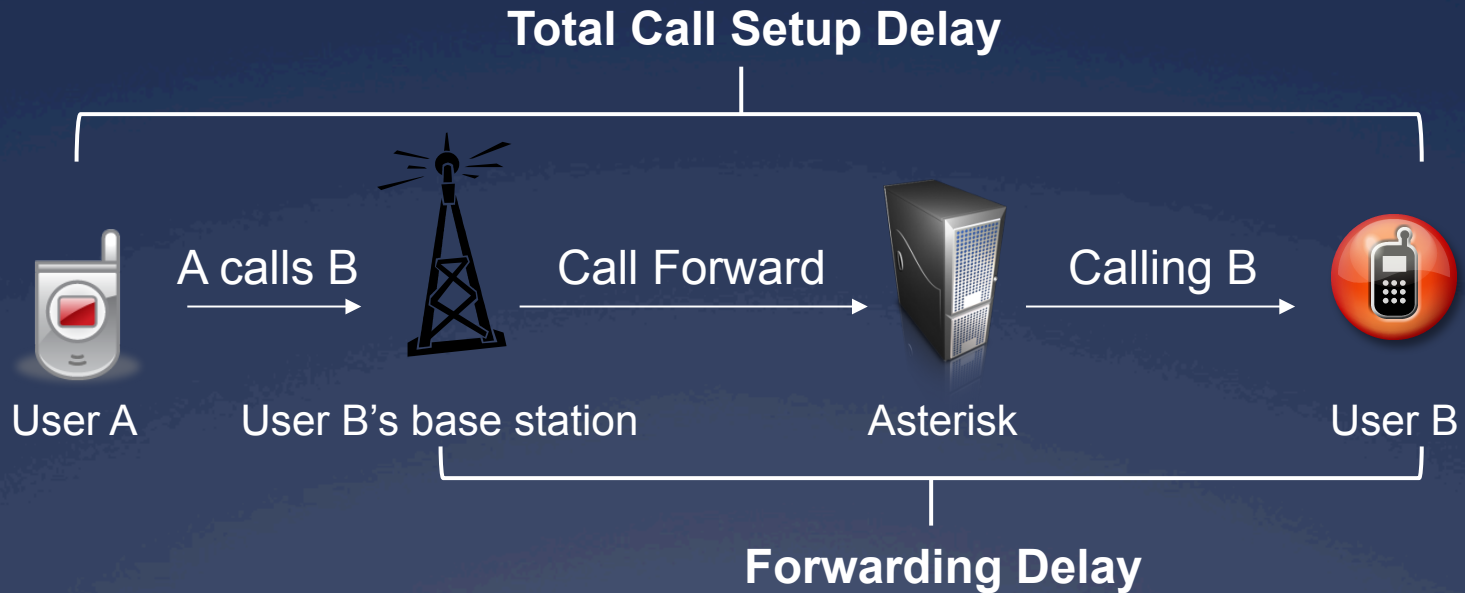 Total Call Setup Delay
A calls B
Call Forward
Calling B
User A
User B’s base station
Asterisk
User B
Forwarding Delay